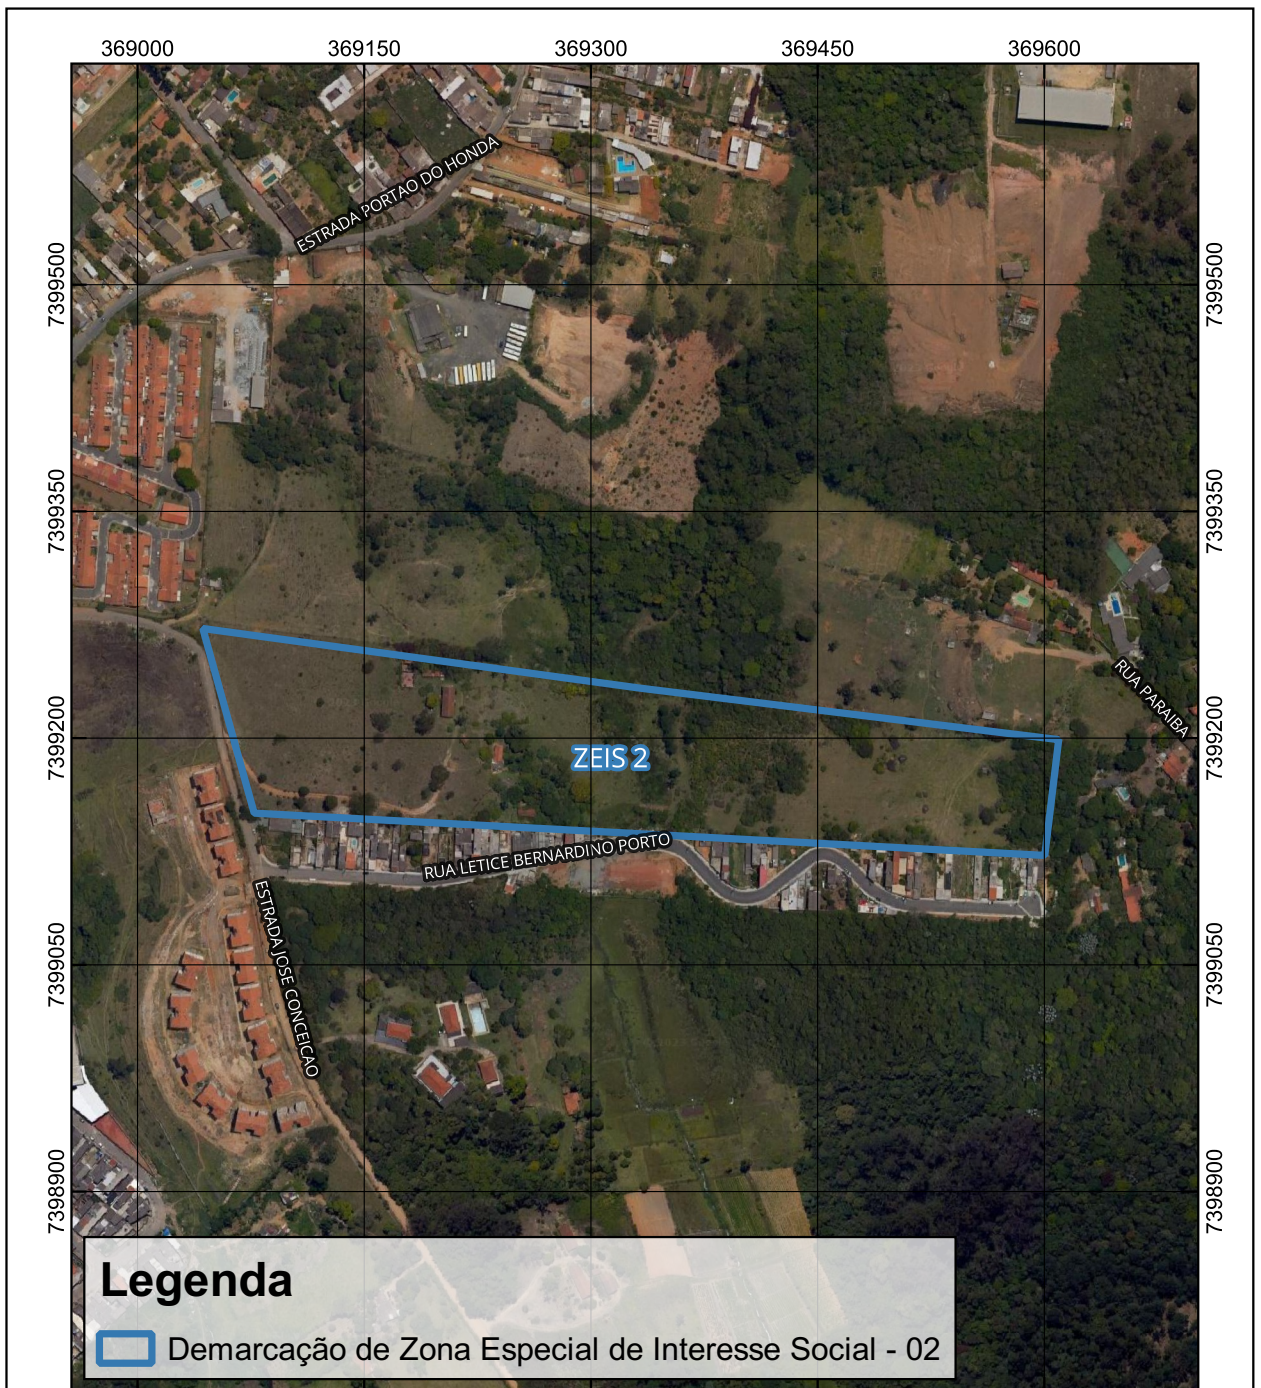 369000 369150 369300 369450 369600
ESTRADA PORTAO DO HONDA
7399500 7399500
7399350 7399350
RUA PARAIBA
7399200 7399200
ZEIS 2
RUA LETICE BERNARDINO PORTO
ESTRADA JOSE CONCEICAO
7399050 7399050
7398900 7398900
Legenda
Demarcação de Zona Especial de Interesse Social - 02